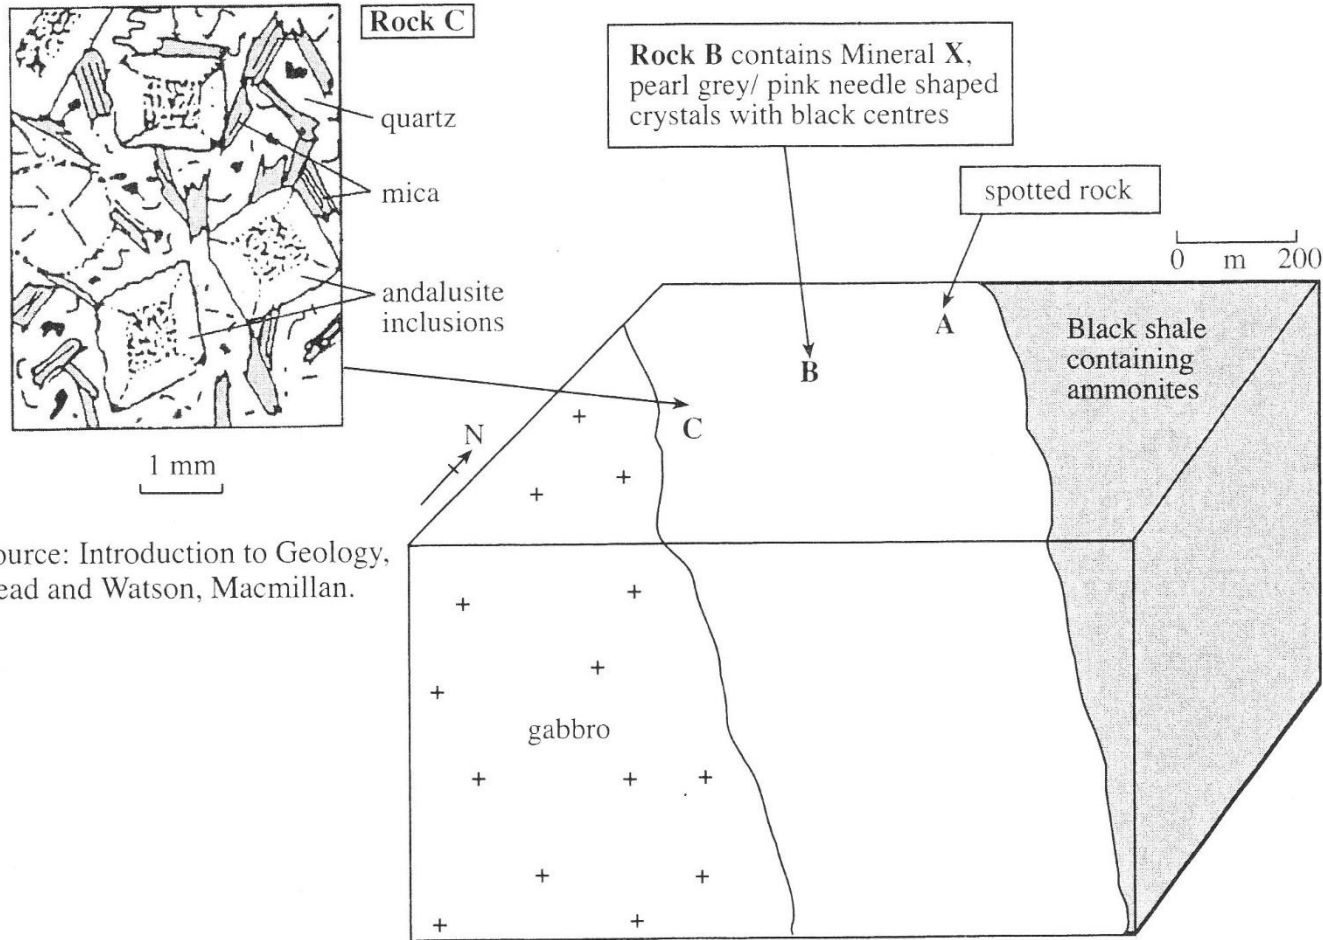 Rock C
quartz
mica
andalusite
inclusions
1 mm
Rock B contains Mineral X,
pearl grey/ pink needle shaped
crystals with black centres
spotted rock
0 m 200
A
B
C
Black shale
containing
ammonites
N
ource: Introduction to Geology,
ead and Watson, Macmillan.
gabbro